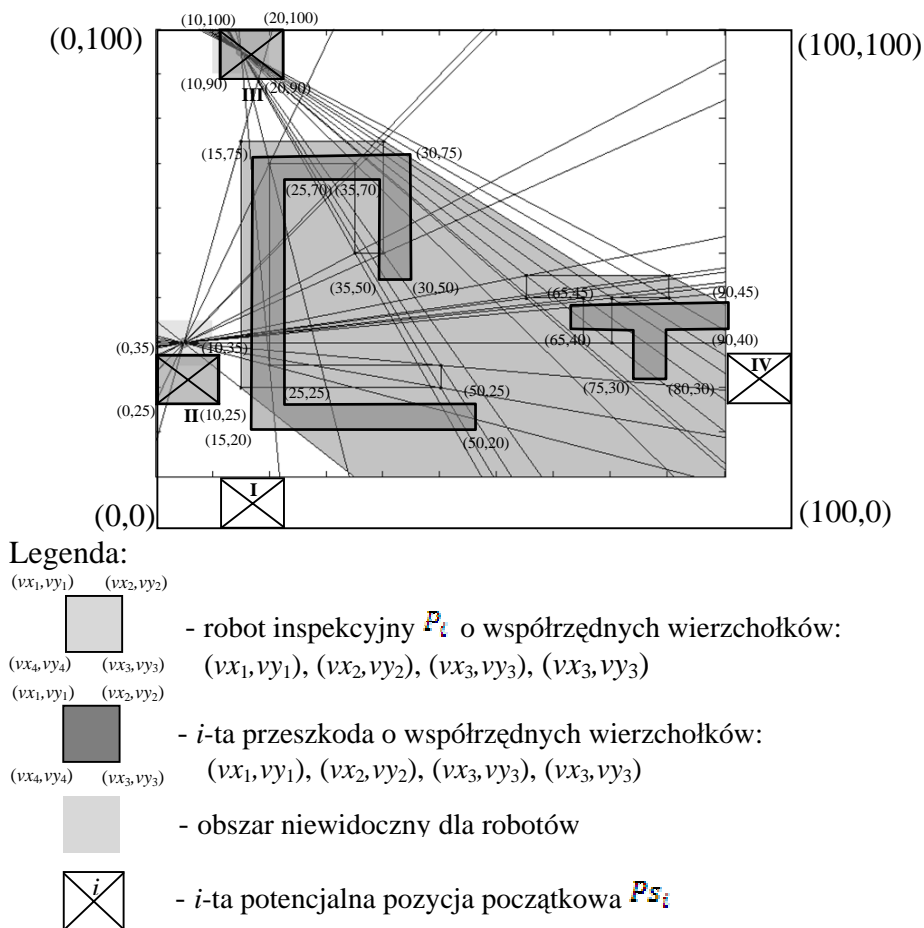 (10,100) (20,100)
(0,100) (100,100)
(10,90) (20,90)
III
(15,75) (30,75)
(25,70) (35,70)
(35,50) (30,50)
(65,45) (90,45)
(0,35) (10,35) (65,40) (90,40)
IV
(25,25) (50,25) (75,30) (80,30)
(0,25) II (10,25)
(15,20) (50,20)
I
(0,0) (100,0)
Legenda:
(vx₁,vy₁) (vx₂,vy₂)
- robot inspekcyjny Pᵢ o współrzędnych wierzchołków:
(vx₄,vy₄) (vx₃,vy₃) (vx₁,vy₁), (vx₂,vy₂), (vx₃,vy₃), (vx₃,vy₃)
(vx₁,vy₁) (vx₂,vy₂)
- i-ta przeszkoda o współrzędnych wierzchołków:
(vx₄,vy₄) (vx₃,vy₃) (vx₁,vy₁), (vx₂,vy₂), (vx₃,vy₃), (vx₃,vy₃)
- obszar niewidoczny dla robotów
i
- i-ta potencjalna pozycja początkowa Psᵢ